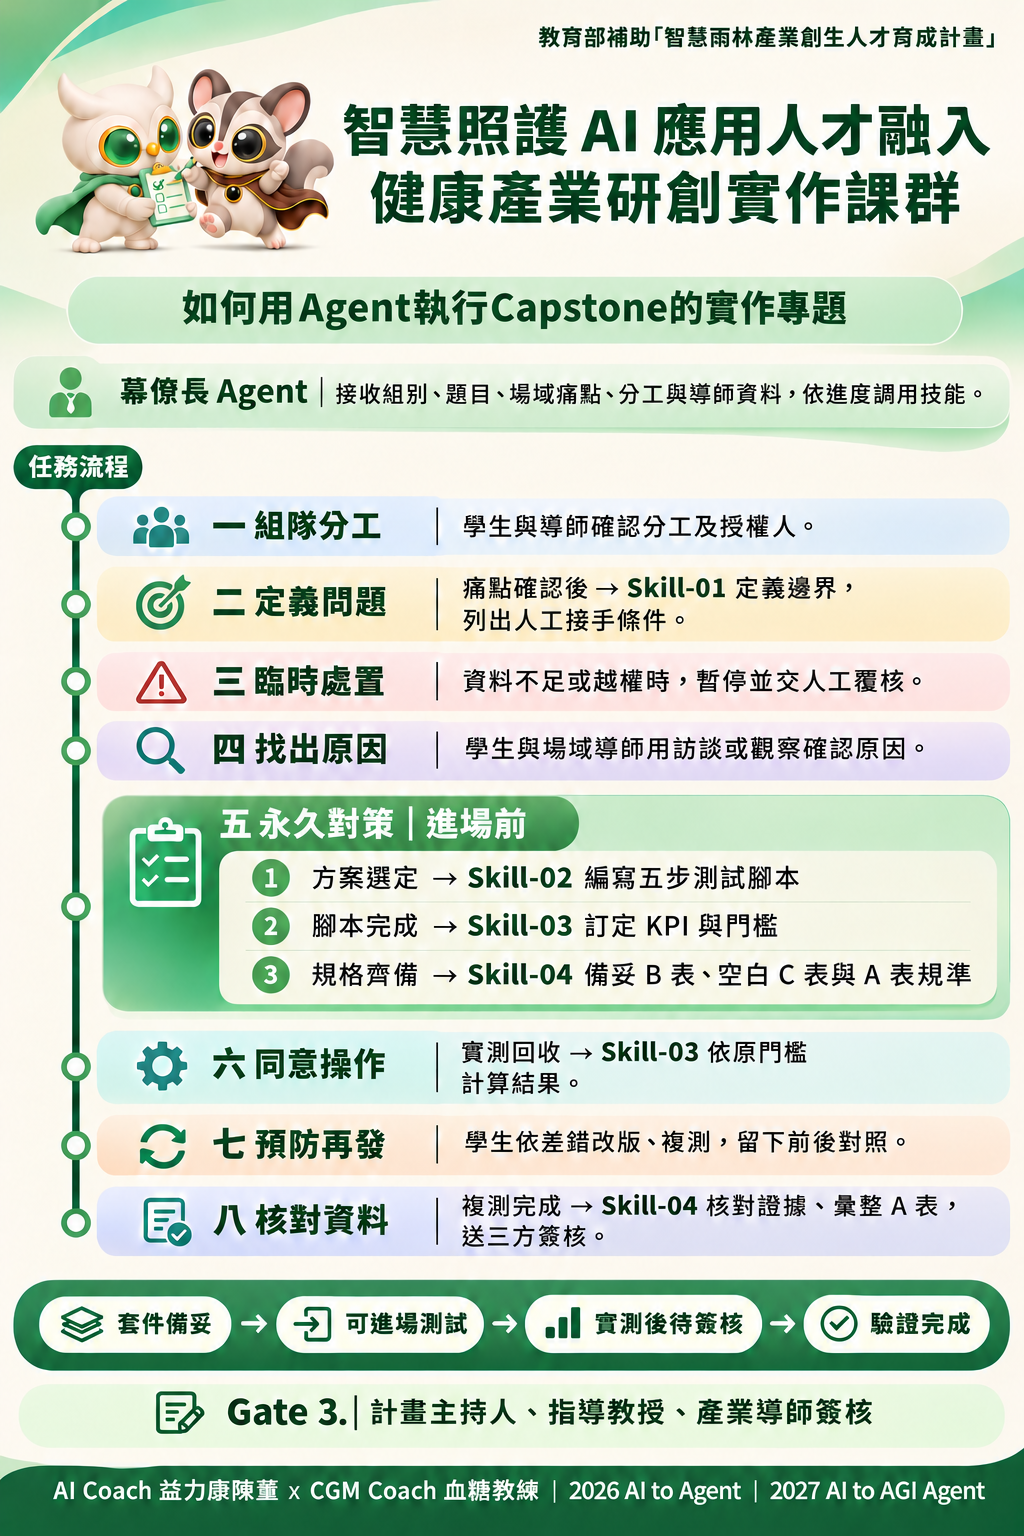 教育部補助「智慧雨林產業創生人才育成計畫」
智慧照護 AI 應用人才融入
健康產業研創實作課群
如何用Agent執行Capstone的實作專題
幕僚長 Agent｜接收組別、題目、場域痛點、分工與導師資料，依進度調用技能。
任務流程
一 組隊分工｜學生與導師確認分工及授權人。
二 定義問題｜痛點確認後 → Skill-01 定義邊界，
列出人工接手條件。
三 臨時處置｜資料不足或越權時，暫停並交人工覆核。
四 找出原因｜學生與場域導師用訪談或觀察確認原因。
五 永久對策｜進場前
1 方案選定 → Skill-02 編寫五步測試腳本
2 腳本完成 → Skill-03 訂定 KPI 與門檻
3 規格齊備 → Skill-04 備妥 B 表、空白 C 表與 A 表規準
六 同意操作｜實測回收 → Skill-03 依原門檻
計算結果。
七 預防再發｜學生依差錯改版、複測，留下前後對照。
八 核對資料｜複測完成 → Skill-04 核對證據、彙整 A 表，
送三方簽核。
套件備妥 → 可進場測試 → 實測後待簽核 → 驗證完成
Gate 3.｜計畫主持人、指導教授、產業導師簽核
AI Coach 益力康陳董 x CGM Coach 血糖教練｜2026 AI to Agent｜2027 AI to AGI Agent